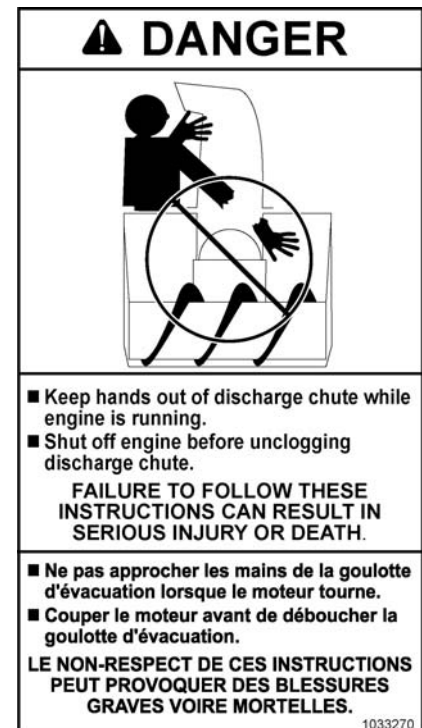 DANGER
■ Keep hands out of discharge chute while
engine is running.
■ Shut off engine before unclogging
discharge chute.
FAILURE TO FOLLOW THESE
INSTRUCTIONS CAN RESULT IN
SERIOUS INJURY OR DEATH.
■ Ne pas approcher les mains de la goulotte
d'évacuation lorsque le moteur tourne.
■ Couper le moteur avant de déboucher la
goulotte d'évacuation.
LE NON-RESPECT DE CES INSTRUCTIONS
PEUT PROVOQUER DES BLESSURES
GRAVES VOIRE MORTELLES.
1033270